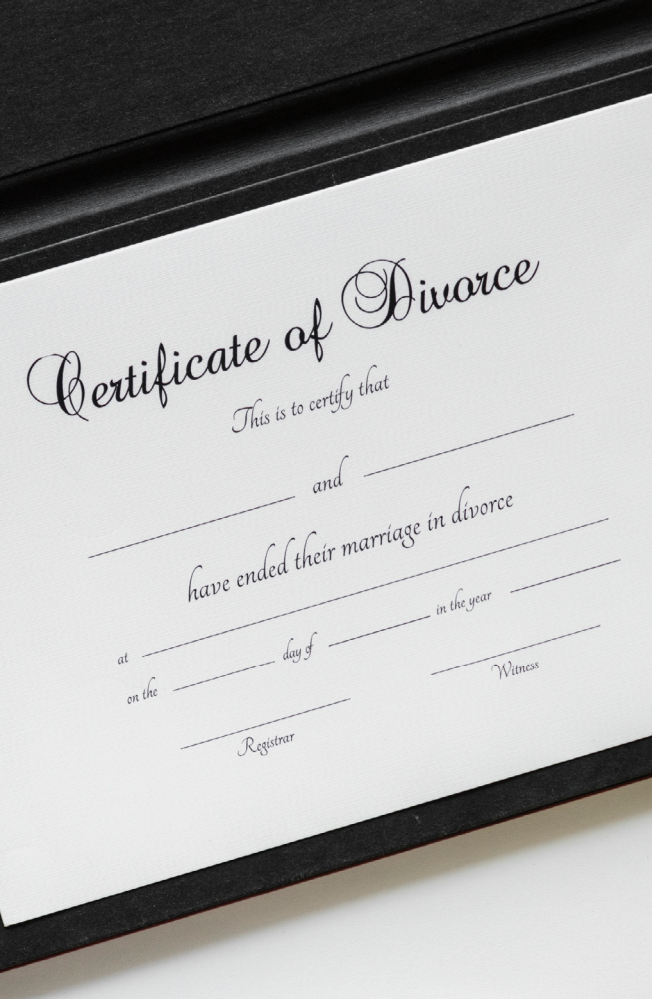 Certificate of Divorce
This is to certify that
and
have ended their marriage in divorce
at
on the day of in the year
Registrar Witness